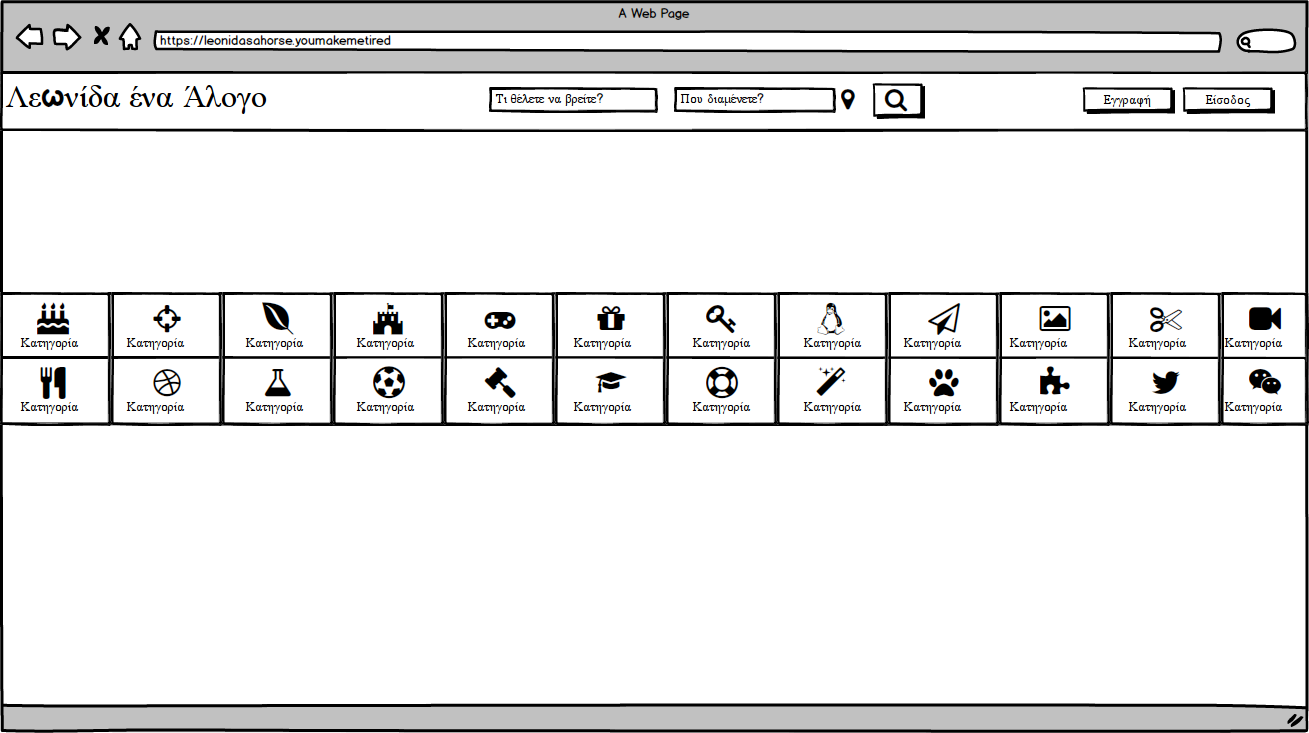 A Web Page
https://leonidasahorse.youmakemetired
Λεωνίδα ένα Άλογο
Τι θέλετε να βρείτε?
Που διαμένετε?
Εγγραφή
Είσοδος
Κατηγορία Κατηγορία Κατηγορία Κατηγορία Κατηγορία Κατηγορία Κατηγορία Κατηγορία Κατηγορία Κατηγορία Κατηγορία Κατηγορία
Κατηγορία Κατηγορία Κατηγορία Κατηγορία Κατηγορία Κατηγορία Κατηγορία Κατηγορία Κατηγορία Κατηγορία Κατηγορία Κατηγορία